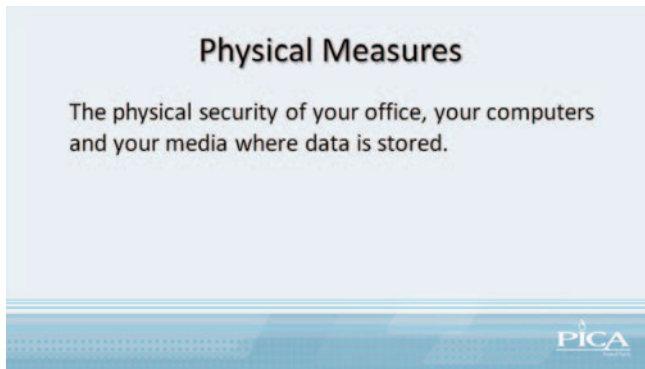 Physical Measures
The physical security of your office, your computers
and your media where data is stored.
PICA